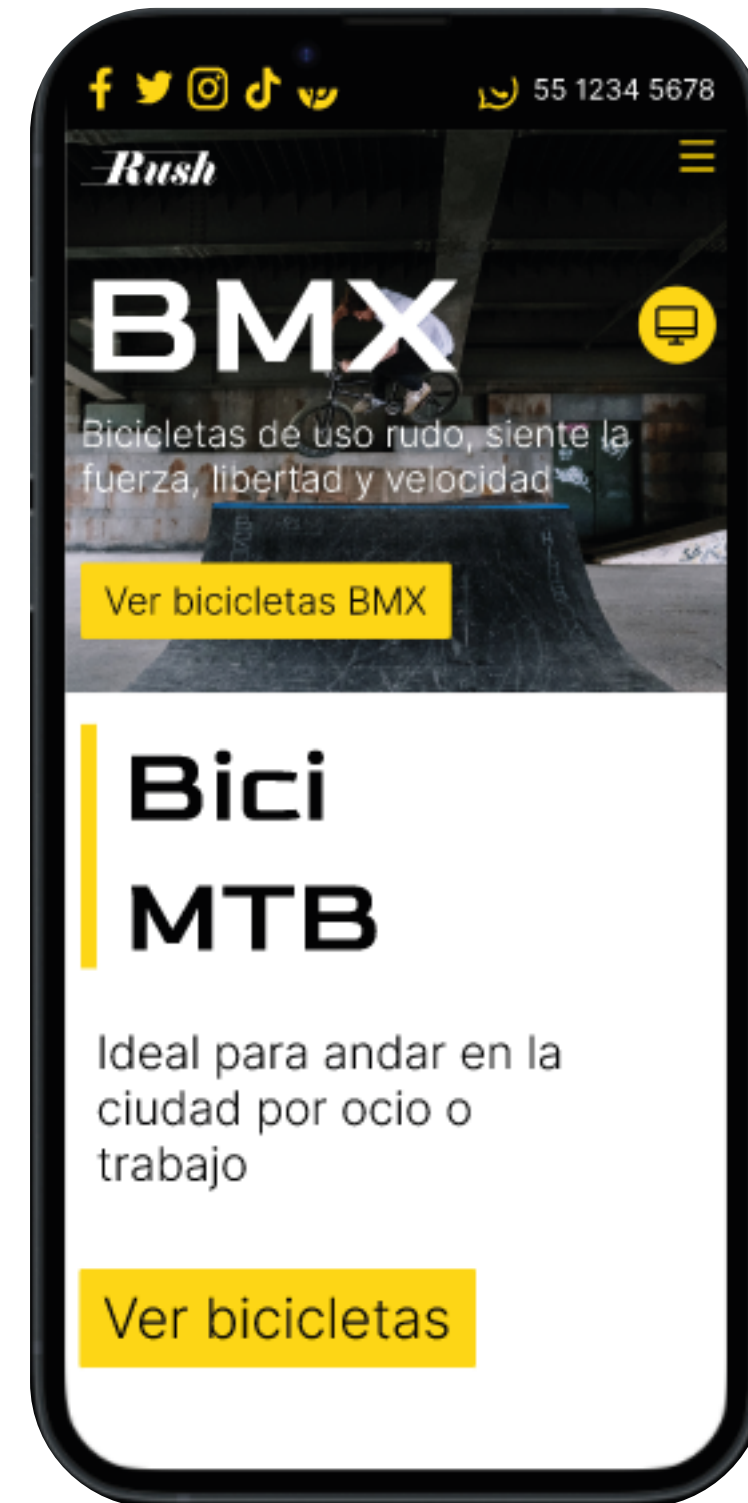 55 1234 5678
Rush
BMX
Bicicletas de uso rudo, siente la
fuerza, libertad y velocidad
Ver bicicletas BMX
Bici
MTB
Ideal para andar en la
ciudad por ocio o
trabajo
Ver bicicletas